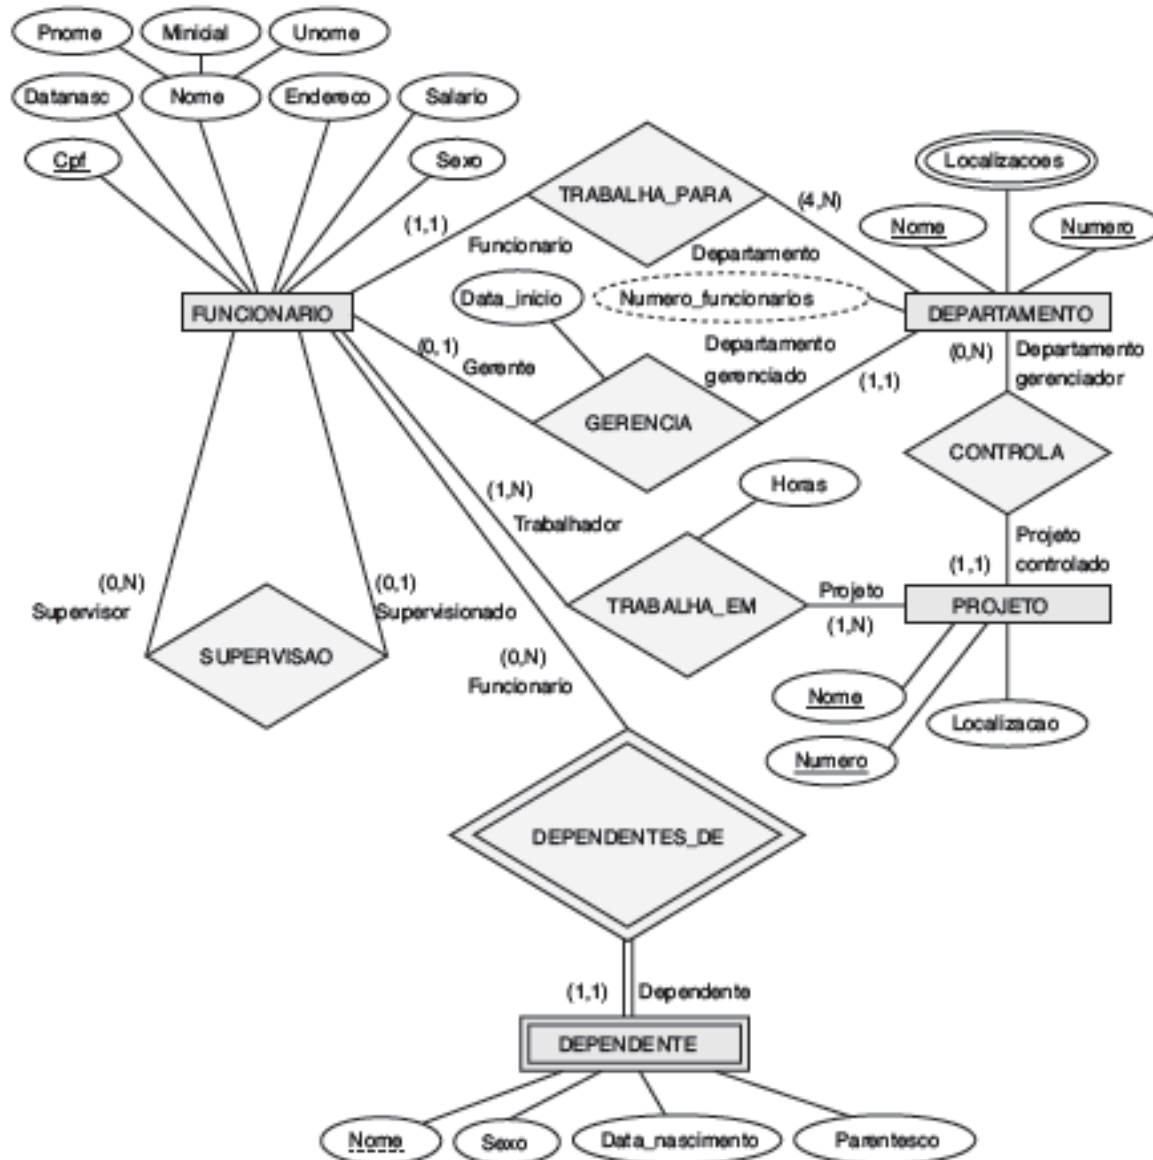 Pnome Minicial Unome
Datanasc Nome Endereco Salario
Cpf Sexo
Localizacoes
TRABALHA_PARA
(1,1) (4,N)
Nome Numero
Funcionario Departamento
Data_inicio Numero_funcionarios
FUNCIONARIO DEPARTAMENTO
(0,1) Departamento (0,N) Departamento
Gerente gerenciado (1,1) gerenciador
GERENCIA
CONTROLA
Horas
(1,N)
Trabalhador
Projeto
controlado
(0,N) (0,1) (1,1)
Supervisor Supervisionado
Projeto
TRABALHA_EM PROJETO
(1,N)
SUPERVISAO
(0,N)
Funcionario
Nome
Localizacao
Numero
DEPENDENTES_DE
(1,1) Dependente
DEPENDENTE
Nome Sexo Data_nascimento Parentesco